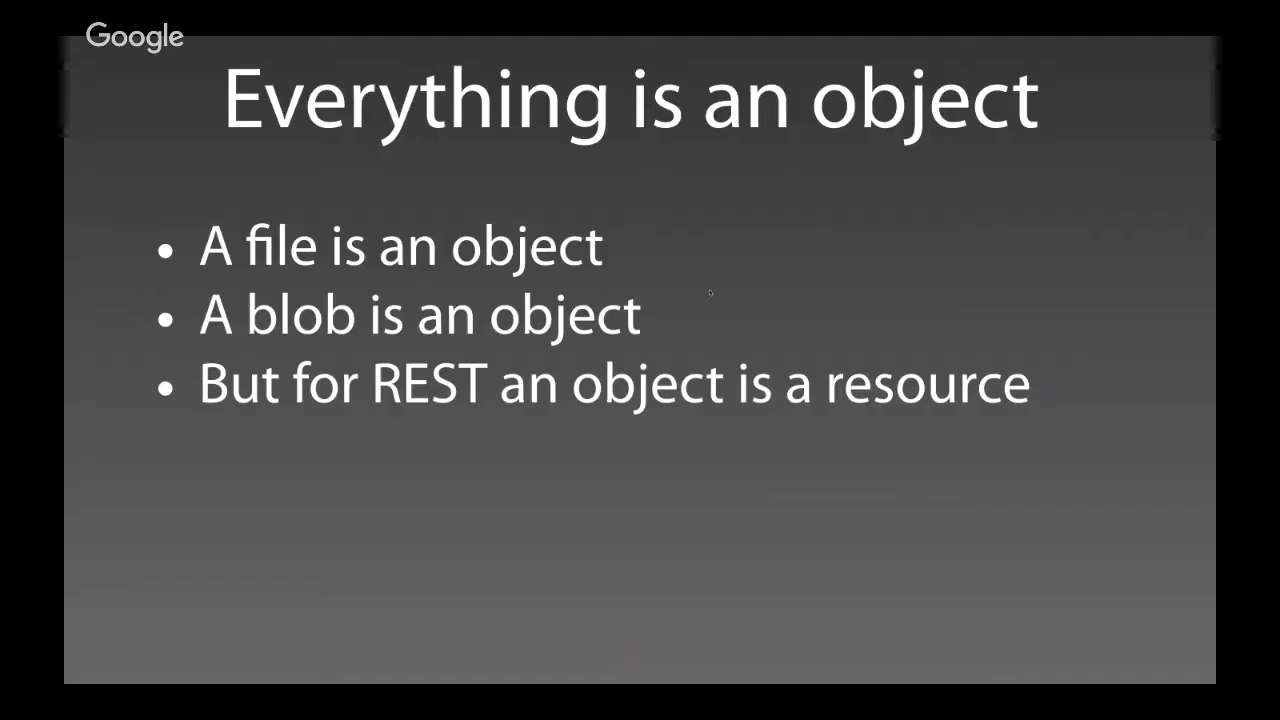 Google
Everything is an object
• A file is an object
• A blob is an object
• But for REST an object is a resource